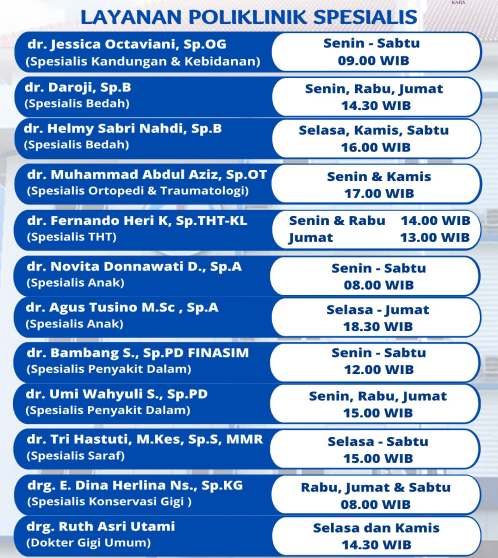 KARS
LAYANAN POLIKLINIK SPESIALIS
dr. Jessica Octaviani, Sp.OG
(Spesialis Kandungan & Kebidanan)
Senin - Sabtu
09.00 WIB
dr. Daroji, Sp.B
(Spesialis Bedah)
Senin, Rabu, Jumat
14.30 WIB
dr. Helmy Sabri Nahdi, Sp.B
(Spesialis Bedah)
Selasa, Kamis, Sabtu
16.00 WIB
dr. Muhammad Abdul Aziz, Sp.OT
(Spesialis Ortopedi & Traumatologi)
Senin & Kamis
17.00 WIB
dr. Fernando Heri K, Sp.THT-KL
(Spesialis THT)
Senin & Rabu 14.00 WIB
Jumat 13.00 WIB
dr. Novita Donnawati D., Sp.A
(Spesialis Anak)
Senin - Sabtu
08.00 WIB
dr. Agus Tusino M.Sc , Sp.A
(Spesialis Anak)
Selasa - Jumat
18.30 WIB
dr. Bambang S., Sp.PD FINASIM
(Spesialis Penyakit Dalam)
Senin - Sabtu
12.00 WIB
dr. Umi Wahyuli S., Sp.PD
(Spesialis Penyakit Dalam)
Senin, Rabu, Jumat
15.00 WIB
dr. Tri Hastuti, M.Kes, Sp.S, MMR
(Spesialis Saraf)
Selasa - Sabtu
15.00 WIB
drg. E. Dina Herlina Ns., Sp.KG
(Spesialis Konservasi Gigi )
Rabu, Jumat & Sabtu
08.00 WIB
drg. Ruth Asri Utami
(Dokter Gigi Umum)
Selasa dan Kamis
14.30 WIB